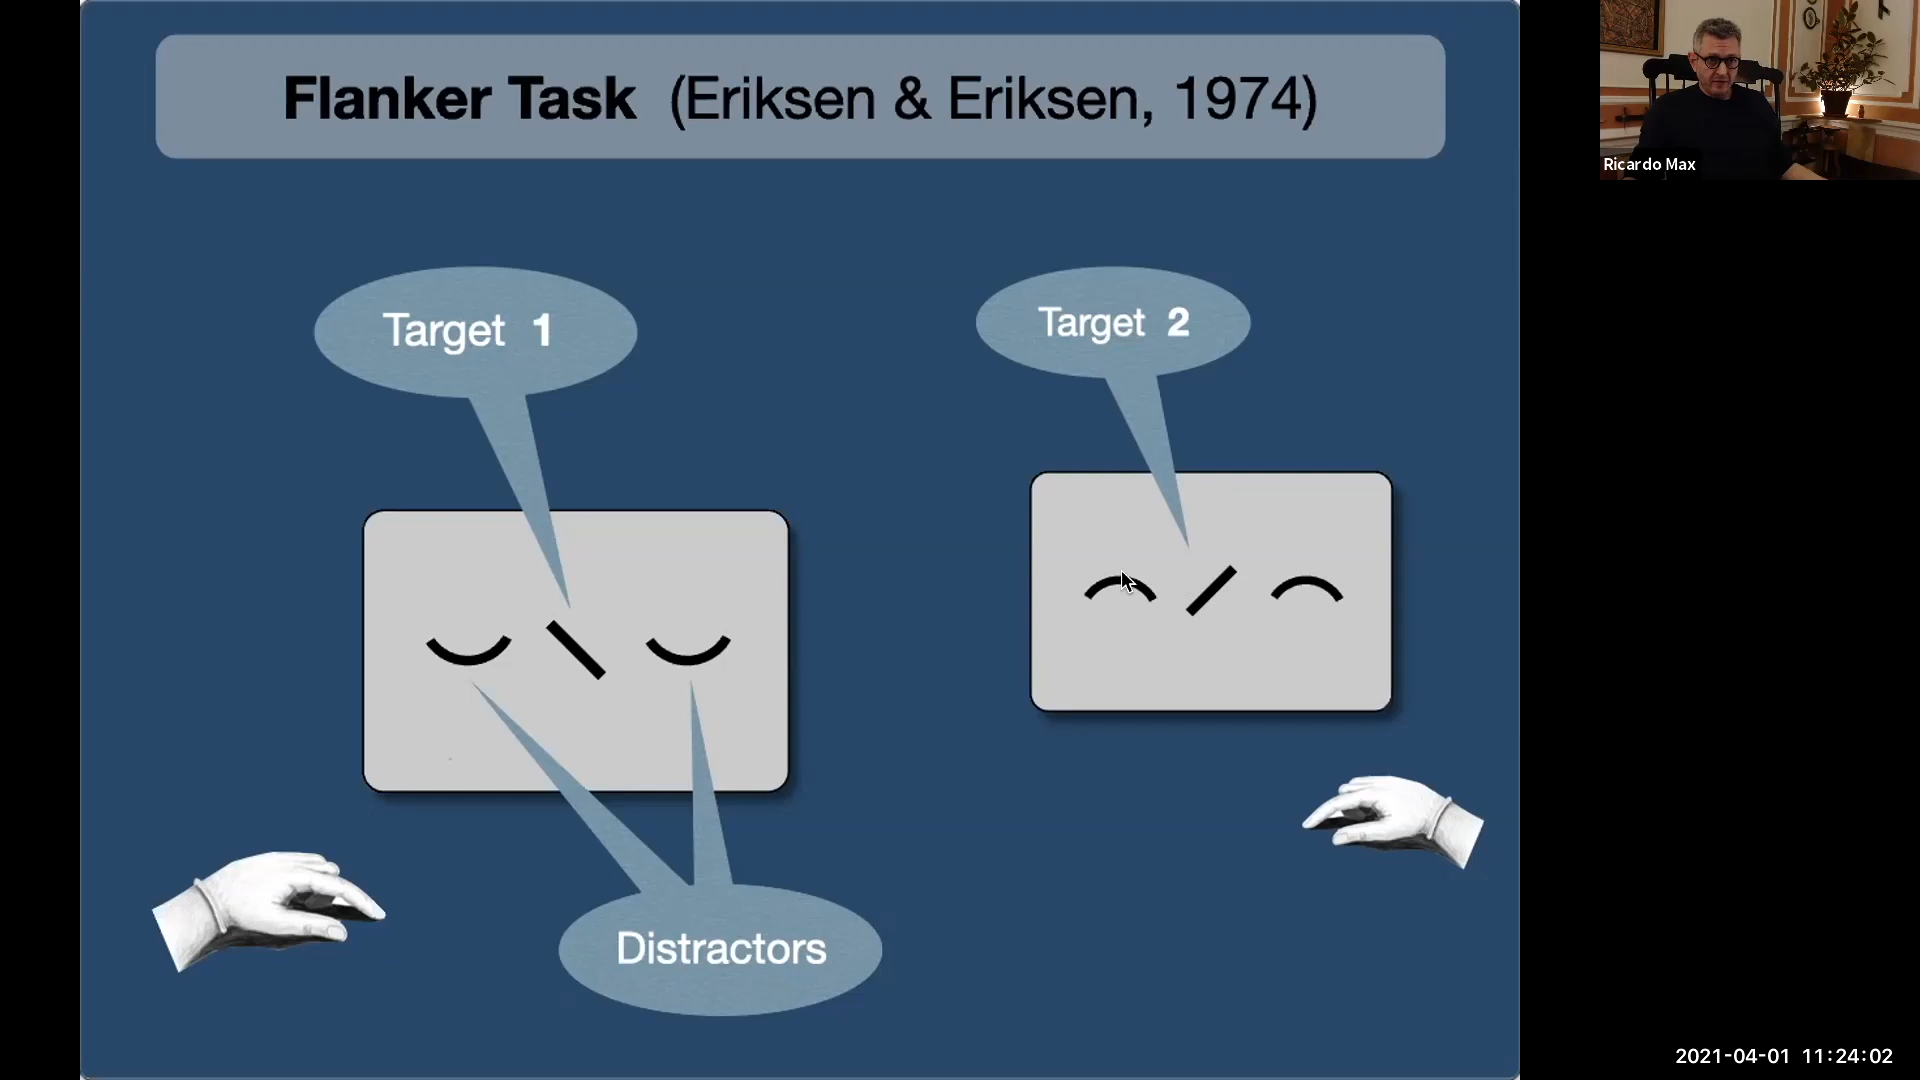 Flanker Task (Eriksen & Eriksen, 1974)
Target 1
Target 2
Distractors
Ricardo Max
2021-04-01 11:24:02